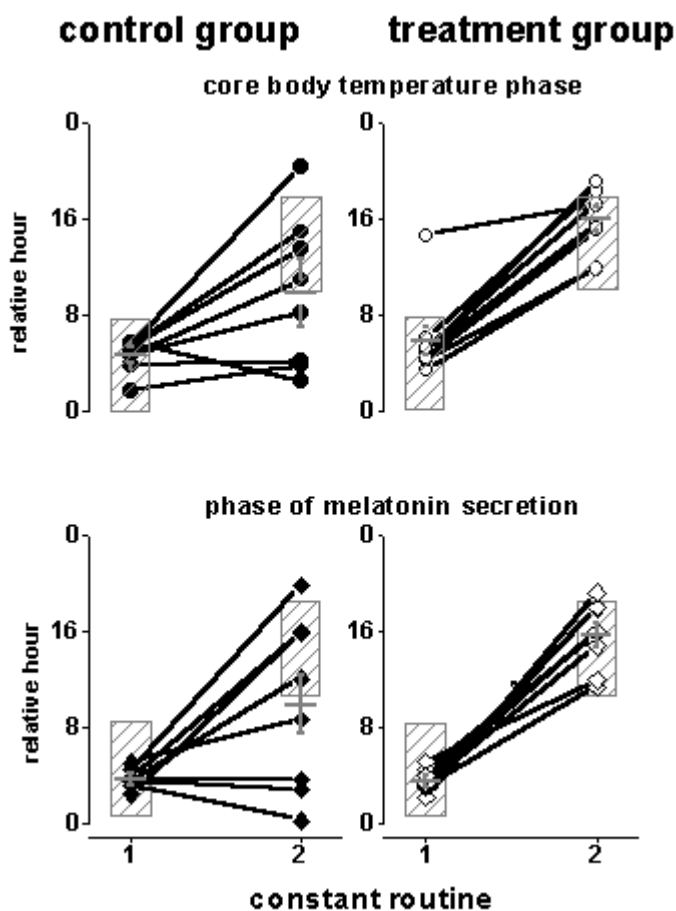 control group treatment group
core body temperature phase
0 0
16 16
relative hour
8 8
0 0
phase of melatonin secretion
0 0
16 16
relative hour
8 8
0 0
1 2 1 2
constant routine